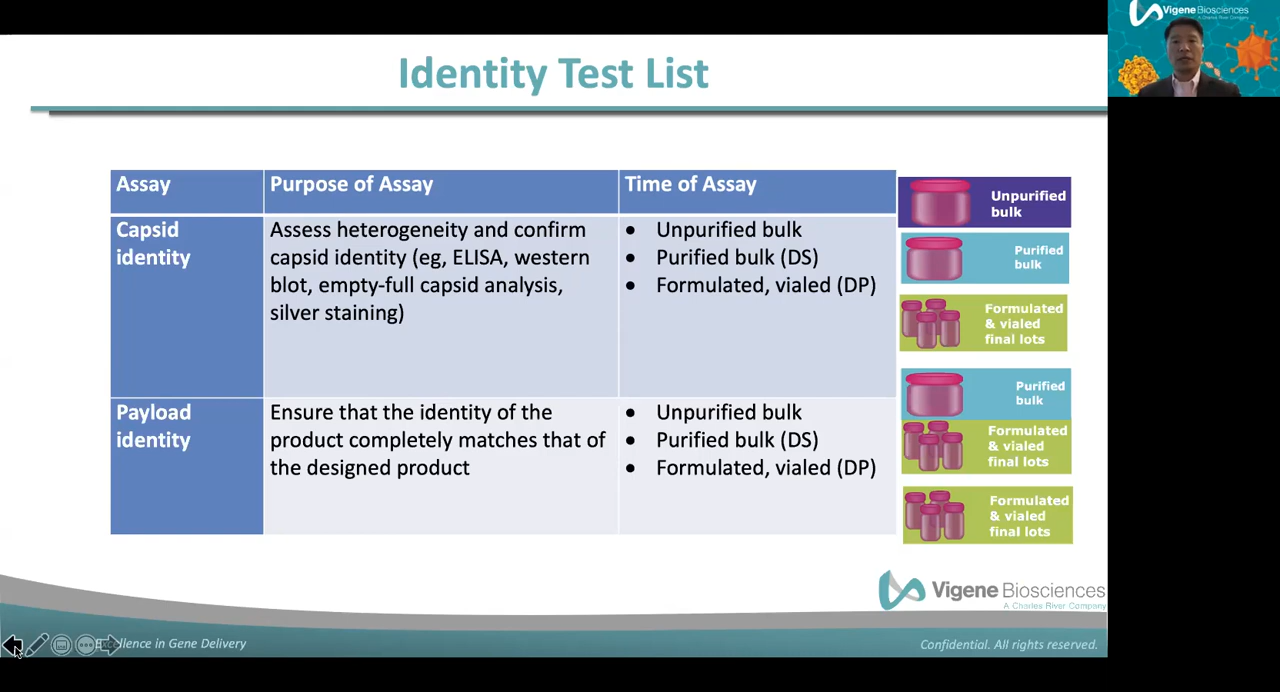 Vigene Biosciences
A Charles River Company
Identity Test List
Assay
Purpose of Assay
Time of Assay
Capsid
identity
Assess heterogeneity and confirm
capsid identity (eg, ELISA, western
blot, empty-full capsid analysis,
silver staining)
• Unpurified bulk
• Purified bulk (DS)
• Formulated, vialed (DP)
Unpurified
bulk
Purified
bulk
Formulated
& vialed
final lots
Payload
identity
Ensure that the identity of the
product completely matches that of
the designed product
• Unpurified bulk
• Purified bulk (DS)
• Formulated, vialed (DP)
Purified
bulk
Formulated
& vialed
final lots
Formulated
& vialed
final lots
Vigene Biosciences
A Charles River Company
Excellence in Gene Delivery
Confidential. All rights reserved.